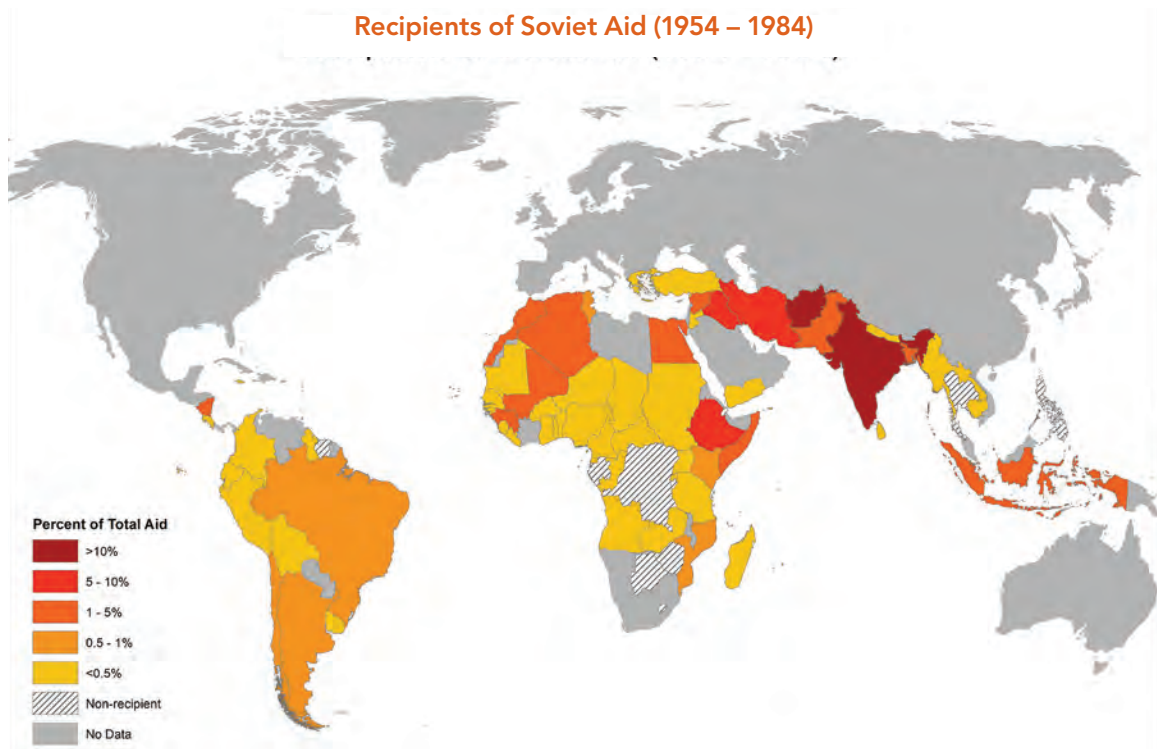 Recipients of Soviet Aid (1954 – 1984)
Percent of Total Aid
>10%
5 - 10%
1 - 5%
0.5 - 1%
<0.5%
Non-recipient
No Data